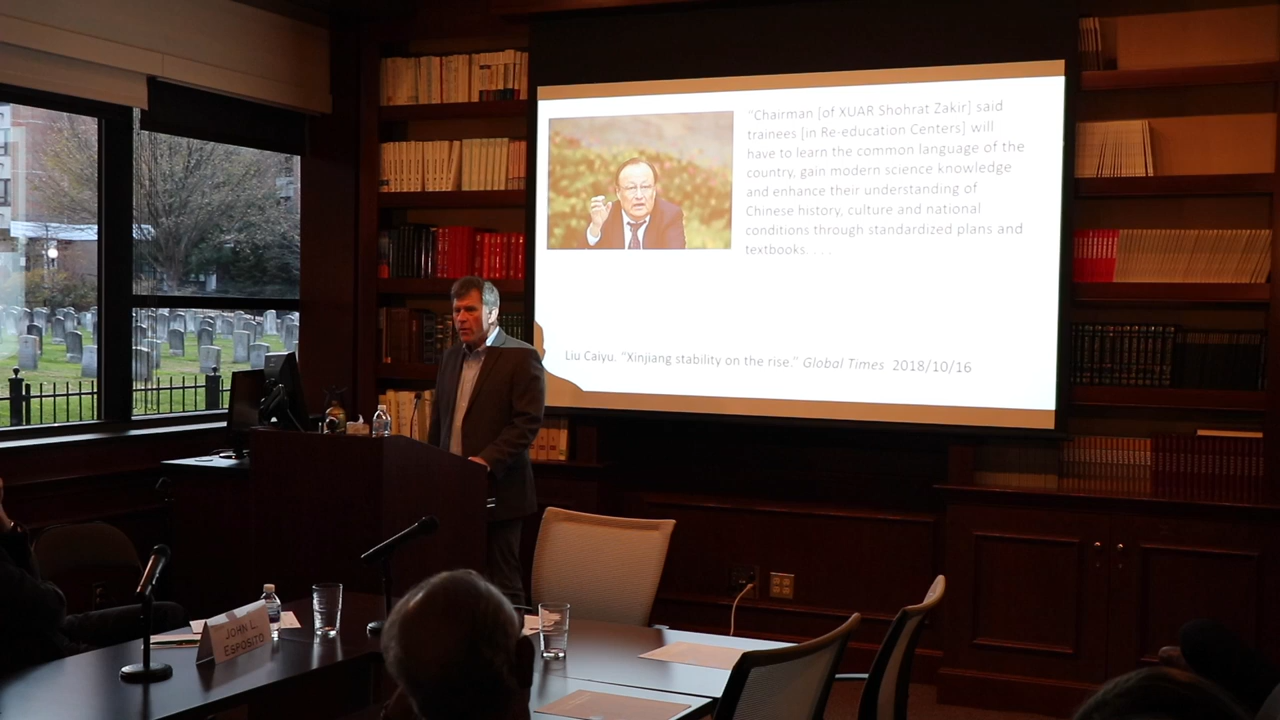 "Chairman [of XUAR Shohrat Zakir] said
trainees [in Re-education Centers] will
have to learn the common language of the
country, gain modern science knowledge
and enhance their understanding of
Chinese history, culture and national
conditions through standardized plans and
textbooks. . . .
Liu Caiyu. "Xinjiang stability on the rise." Global Times 2018/10/16
JOHN L.
ESPOSITO